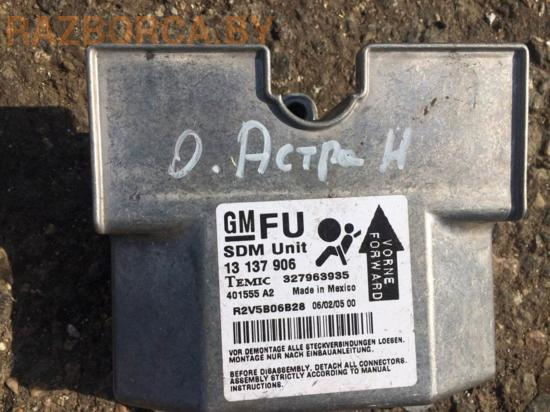 RAZBORCA.BY
О. Астра Н
GM FU
SDM Unit
13 137 906
TEMIC 327963935
401555 A2 Made in Mexico
R2V5B06B28 06/02/05 00
VORNE
FORWARD
VOR DEMONTAGE ALLE STECKVERBINDUNGEN LOESEN.
MONTAGE NUR NACH EINBAUANLEITUNG.
BEFORE DISASSEMBLY, DETACH ALL CONNECTORS.
ASSEMBLY STRICTLY ACCORDING TO MANUAL
INSTRUCTIONS.